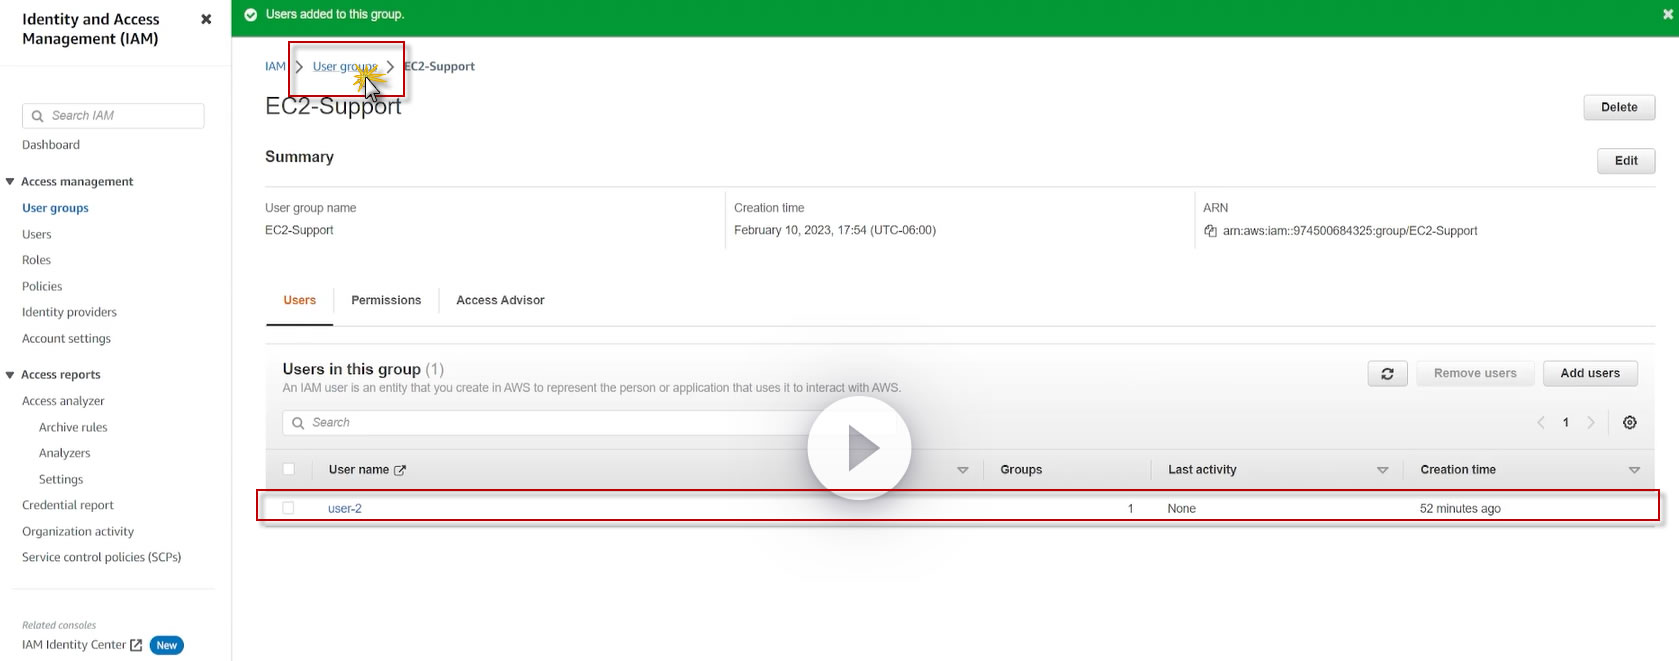 Identity and Access
Management (IAM)
Users added to this group.
IAM
User groups
EC2-Support
EC2-Support
Delete
Search IAM
Dashboard
Summary
Edit
Access management
User groups
Users
Roles
Policies
Identity providers
Account settings
User group name
EC2-Support
Creation time
February 10, 2023, 17:54 (UTC-06:00)
ARN
arn:aws:iam::974500684325:group/EC2-Support
Users
Permissions
Access Advisor
Access reports
Access analyzer
Archive rules
Analyzers
Settings
Credential report
Organization activity
Service control policies (SCPs)
Related consoles
IAM Identity Center New
Users in this group (1)
An IAM user is an entity that you create in AWS to represent the person or application that uses it to interact with AWS.
Remove users
Add users
Search
1
User name Groups Last activity Creation time
user-2 1 None 52 minutes ago